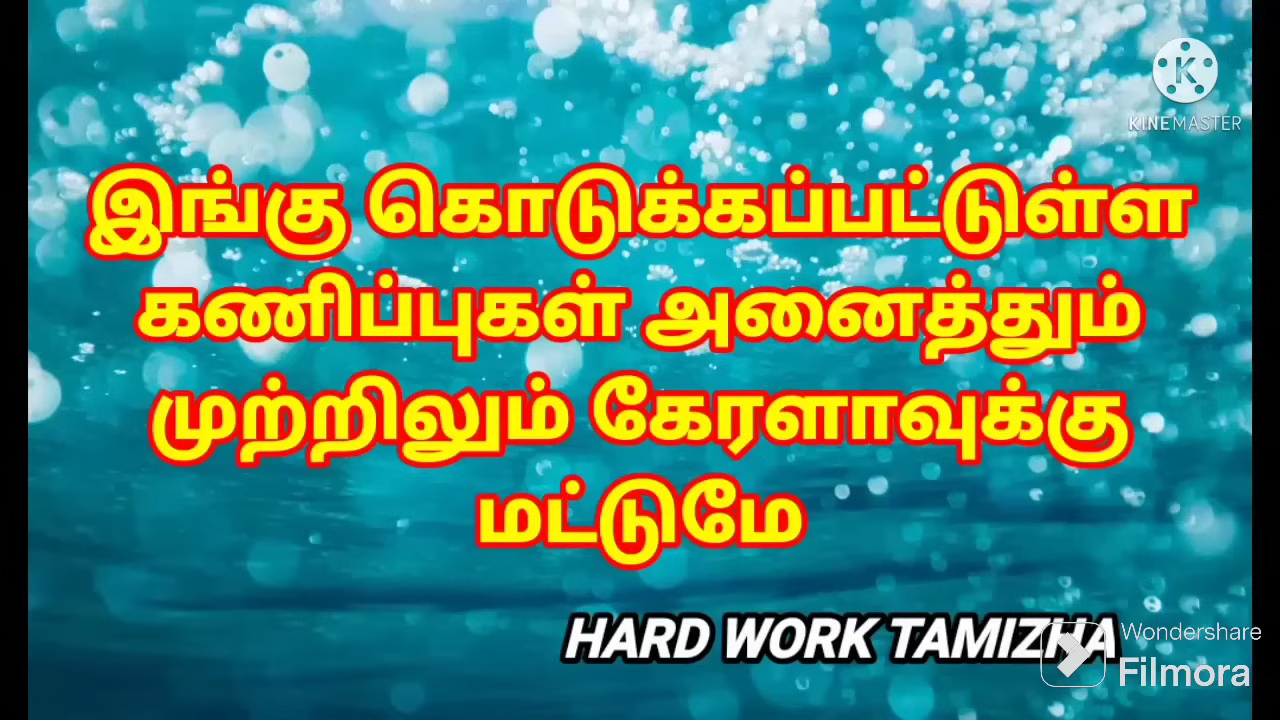 KINEMASTER
இங்கு கொடுக்கப்பட்டுள்ள
கணிப்புகள் அனைத்தும்
முற்றிலும் கேரளாவுக்கு
மட்டுமே
HARD WORK TAMIZHA
Wondershare
Filmora